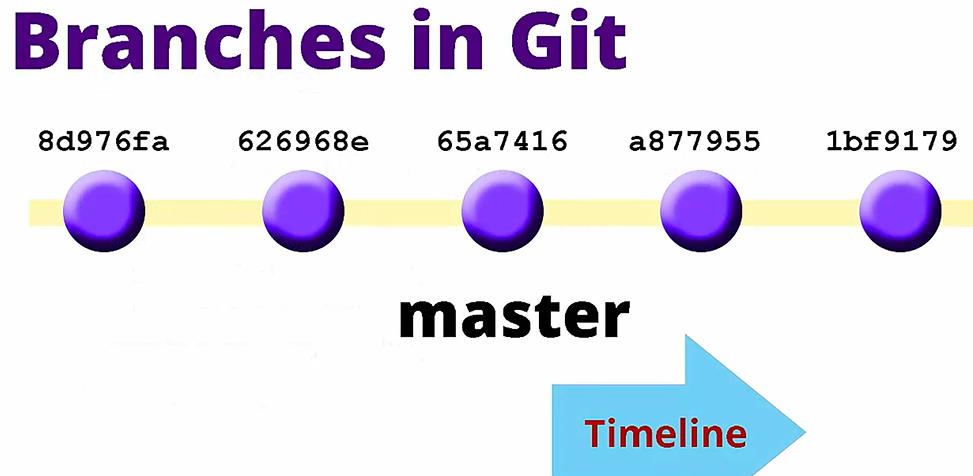 Branches in Git
8d976fa 626968e 65a7416 a877955 1bf9179
master
Timeline